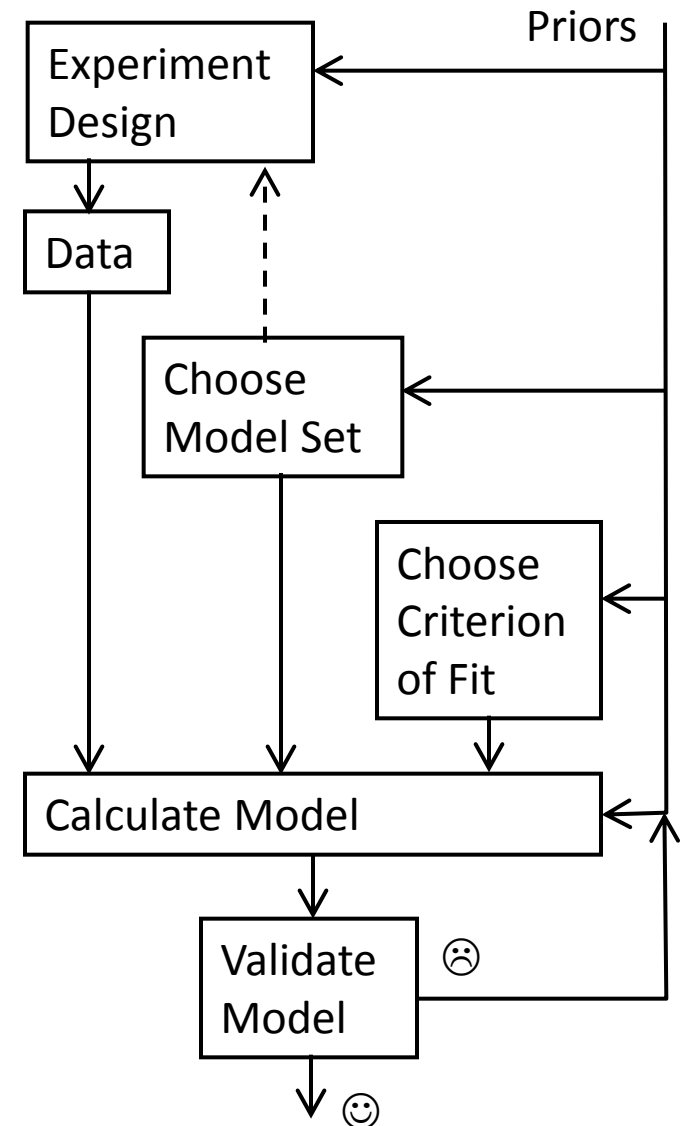 Priors
Experiment
Design
Data
Choose
Model Set
Choose
Criterion
of Fit
Calculate Model
Validate
Model
☹
☺